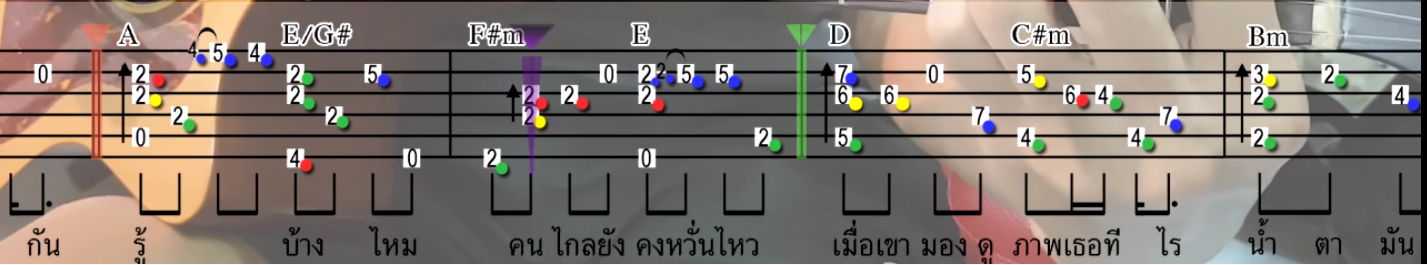 A E/G# F#m E D C#m Bm
4 5 4
0 2 2 5 0 2 2 5 5 7 0 5 3 2
2 2 2 2 2 6 6 6 4 2 4
2 2 2 7 7
0 2 5 4 4 2
4 0 2 0
กัน รู้ บ้าง ไหม คน ไกลยัง คงหวั่นไหว เมื่อเขา มอง ดู ภาพเธอที ไร น้ำ ตา มัน